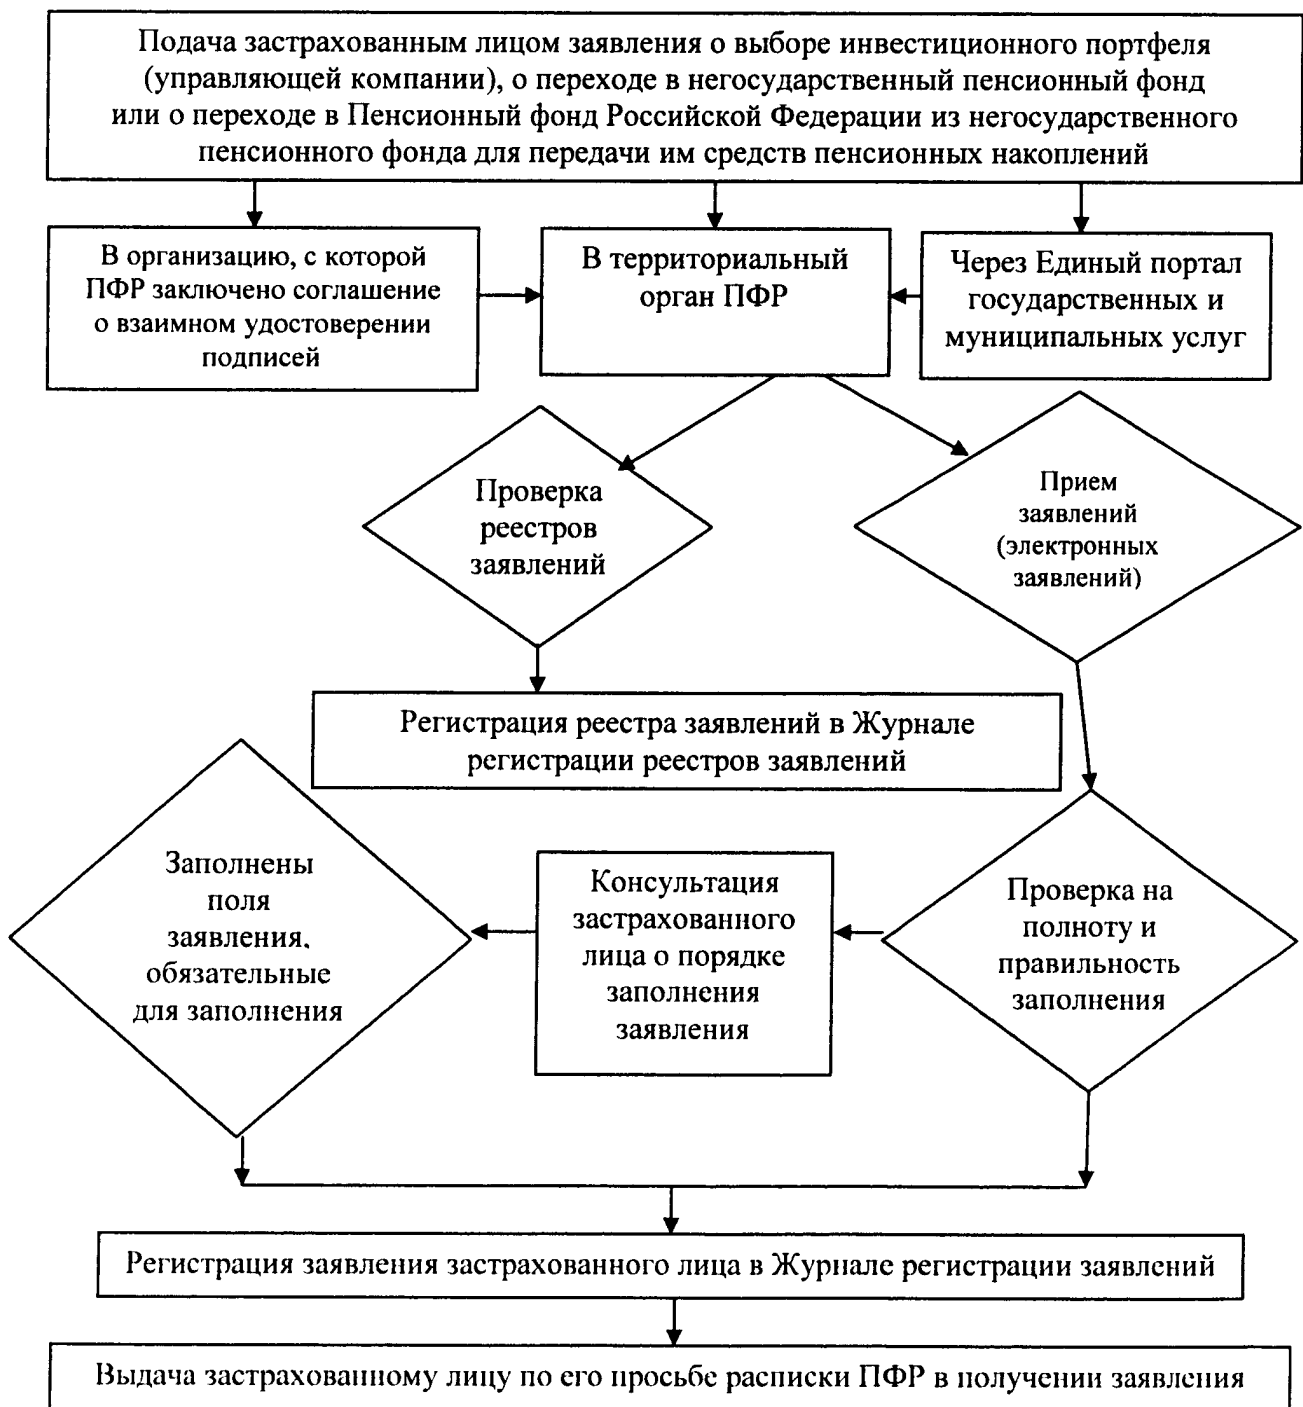 Подача застрахованным лицом заявления о выборе инвестиционного портфеля
(управляющей компании), о переходе в негосударственный пенсионный фонд
или о переходе в Пенсионный фонд Российской Федерации из негосударственного
пенсионного фонда для передачи им средств пенсионных накоплений
В организацию, с которой
ПФР заключено соглашение
о взаимном удостоверении
подписей
В территориальный
орган ПФР
Через Единый портал
государственных и
муниципальных услуг
Проверка
реестров
заявлений
Прием
заявлений
(электронных
заявлений)
Регистрация реестра заявлений в Журнале
регистрации реестров заявлений
Заполнены
поля
заявления,
обязательные
для заполнения
Консультация
застрахованного
лица о порядке
заполнения
заявления
Проверка на
полноту и
правильность
заполнения
Регистрация заявления застрахованного лица в Журнале регистрации заявлений
Выдача застрахованному лицу по его просьбе расписки ПФР в получении заявления